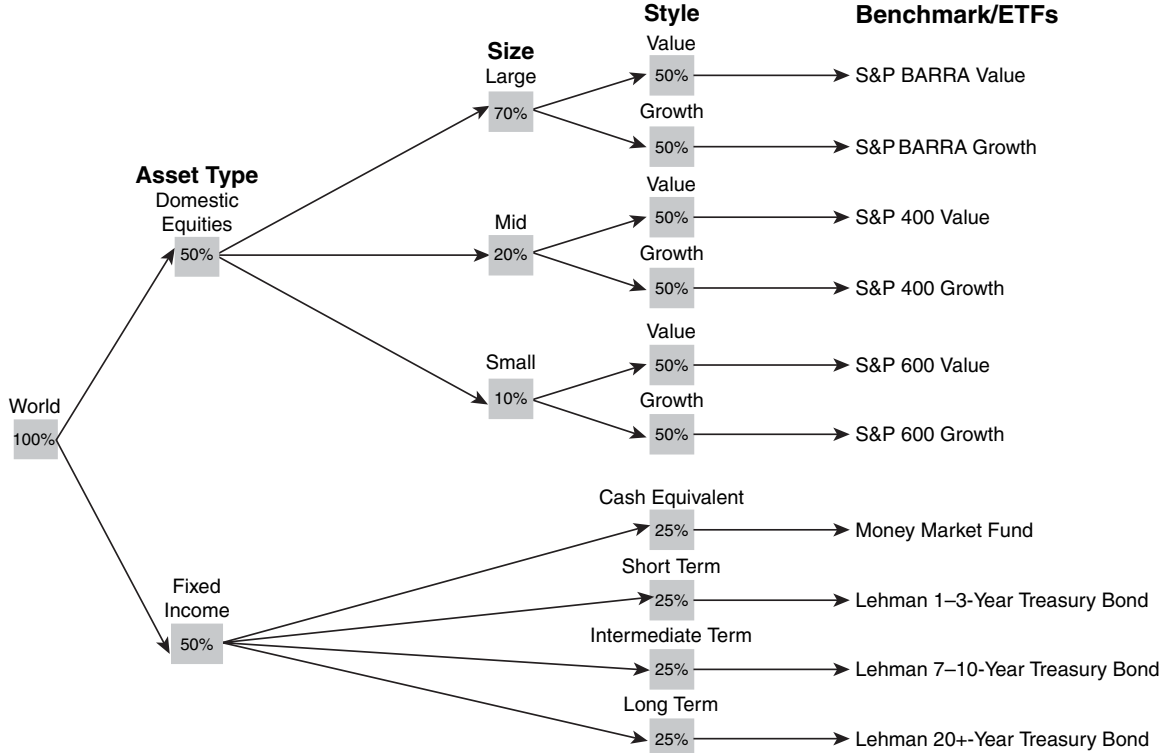 Style
Benchmark/ETFs
Size
Large
70%
Value
50%
S&P BARRA Value
Growth
50%
S&P BARRA Growth
Asset Type
Domestic
Equities
50%
Mid
20%
Value
50%
S&P 400 Value
Growth
50%
S&P 400 Growth
Small
10%
Value
50%
S&P 600 Value
Growth
50%
S&P 600 Growth
World
100%
Fixed
Income
50%
Cash Equivalent
25%
Money Market Fund
Short Term
25%
Lehman 1–3-Year Treasury Bond
Intermediate Term
25%
Lehman 7–10-Year Treasury Bond
Long Term
25%
Lehman 20+-Year Treasury Bond